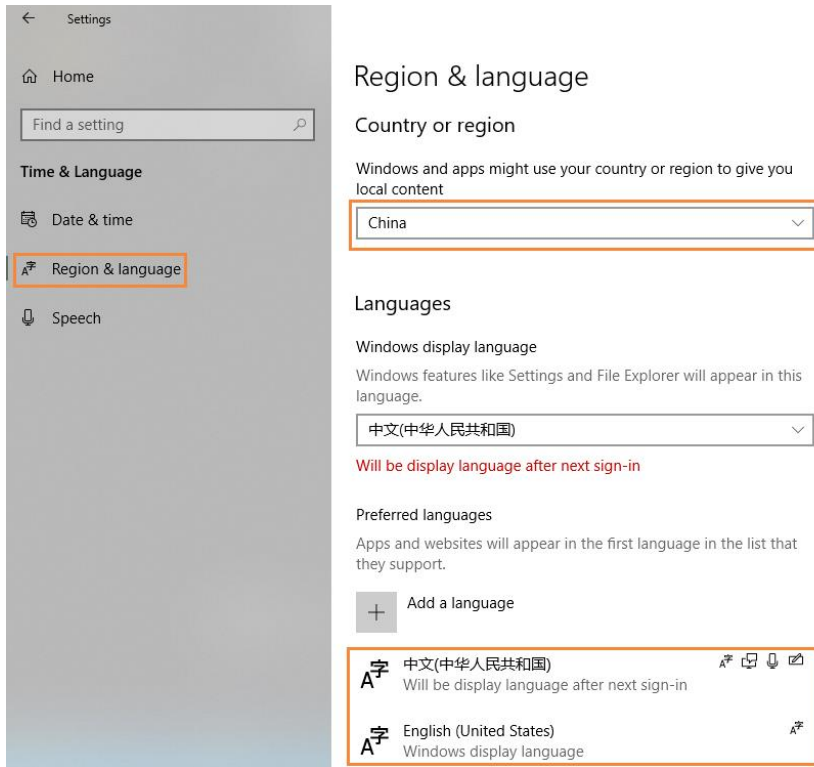 Settings
Home
Find a setting
Time & Language
Date & time
Region & language
Speech
Region & language
Country or region
Windows and apps might use your country or region to give you
local content
China
Languages
Windows display language
Windows features like Settings and File Explorer will appear in this
language.
中文(中华人民共和国)
Will be display language after next sign-in
Preferred languages
Apps and websites will appear in the first language in the list that
they support.
Add a language
中文(中华人民共和国)
Will be display language after next sign-in
English (United States)
Windows display language